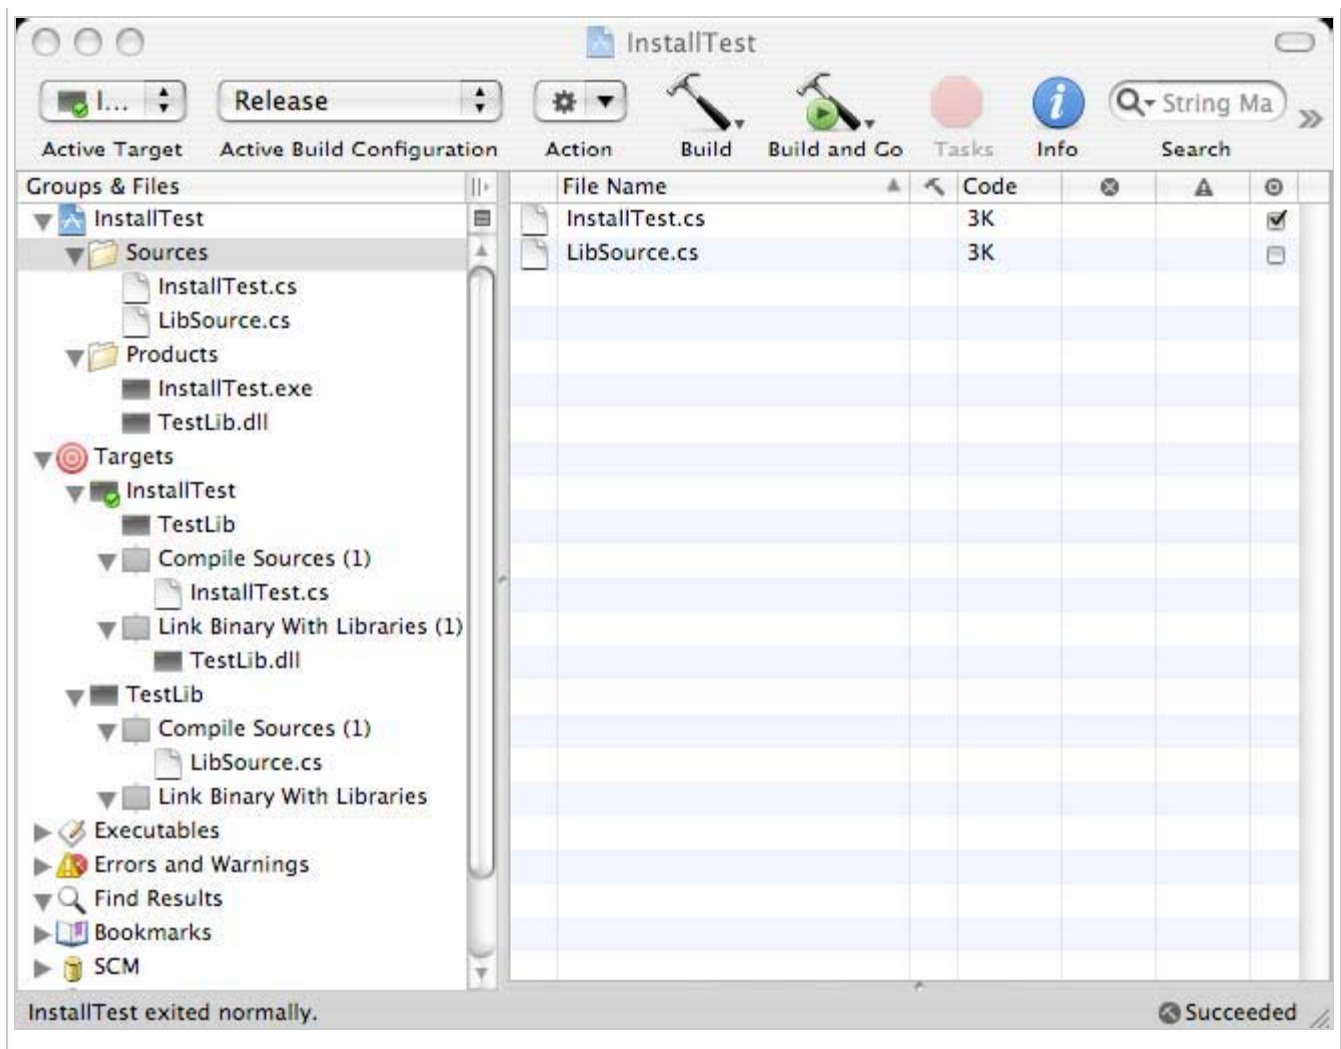 InstallTest
I... Release String Ma
Active Target Active Build Configuration Action Build Build and Go Tasks Info Search
Groups & Files
InstallTest
Sources
InstallTest.cs
LibSource.cs
Products
InstallTest.exe
TestLib.dll
Targets
InstallTest
TestLib
Compile Sources (1)
InstallTest.cs
Link Binary With Libraries (1)
TestLib.dll
TestLib
Compile Sources (1)
LibSource.cs
Link Binary With Libraries
Executables
Errors and Warnings
Find Results
Bookmarks
SCM
File Name Code
InstallTest.cs 3K
LibSource.cs 3K
InstallTest exited normally. Succeeded